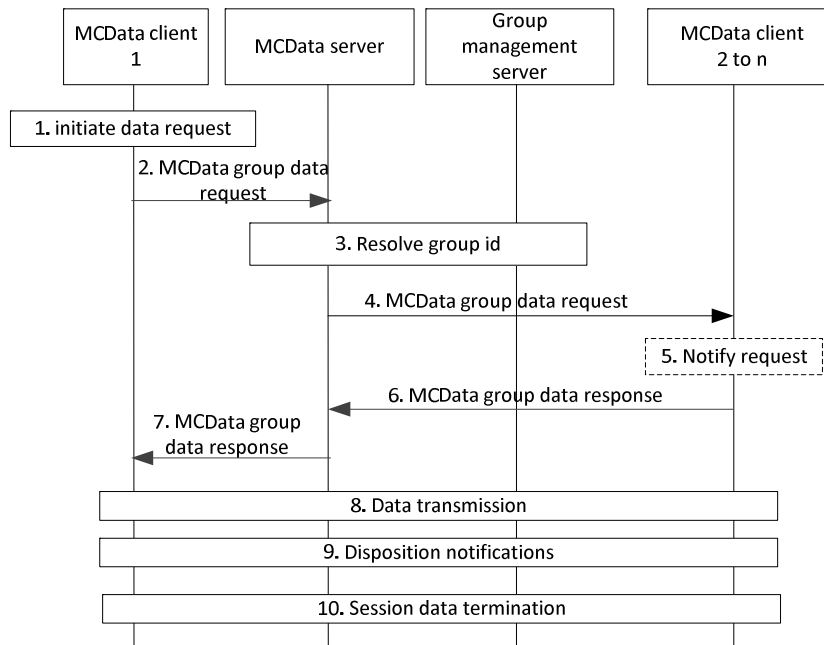 MCData client
1
MCData server
Group
management
server
MCData client
2 to n
1. initiate data request
2. MCData group data
request
3. Resolve group id
4. MCData group data request
5. Notify request
6. MCData group data response
7. MCData group
data response
8. Data transmission
9. Disposition notifications
10. Session data termination